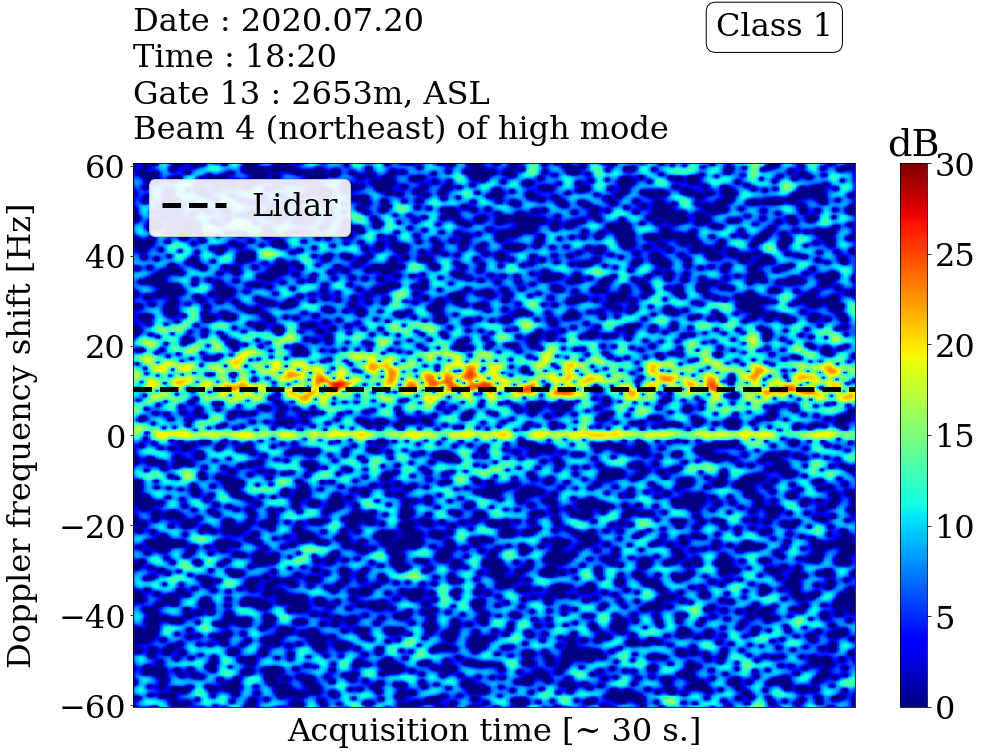 Date : 2020.07.20
Time : 18:20
Gate 13 : 2653m, ASL
Beam 4 (northeast) of high mode
Class 1
dB
Lidar
Doppler frequency shift [Hz]
60
40
20
0
−20
−40
−60
Acquisition time [~ 30 s.]
30
25
20
15
10
5
0